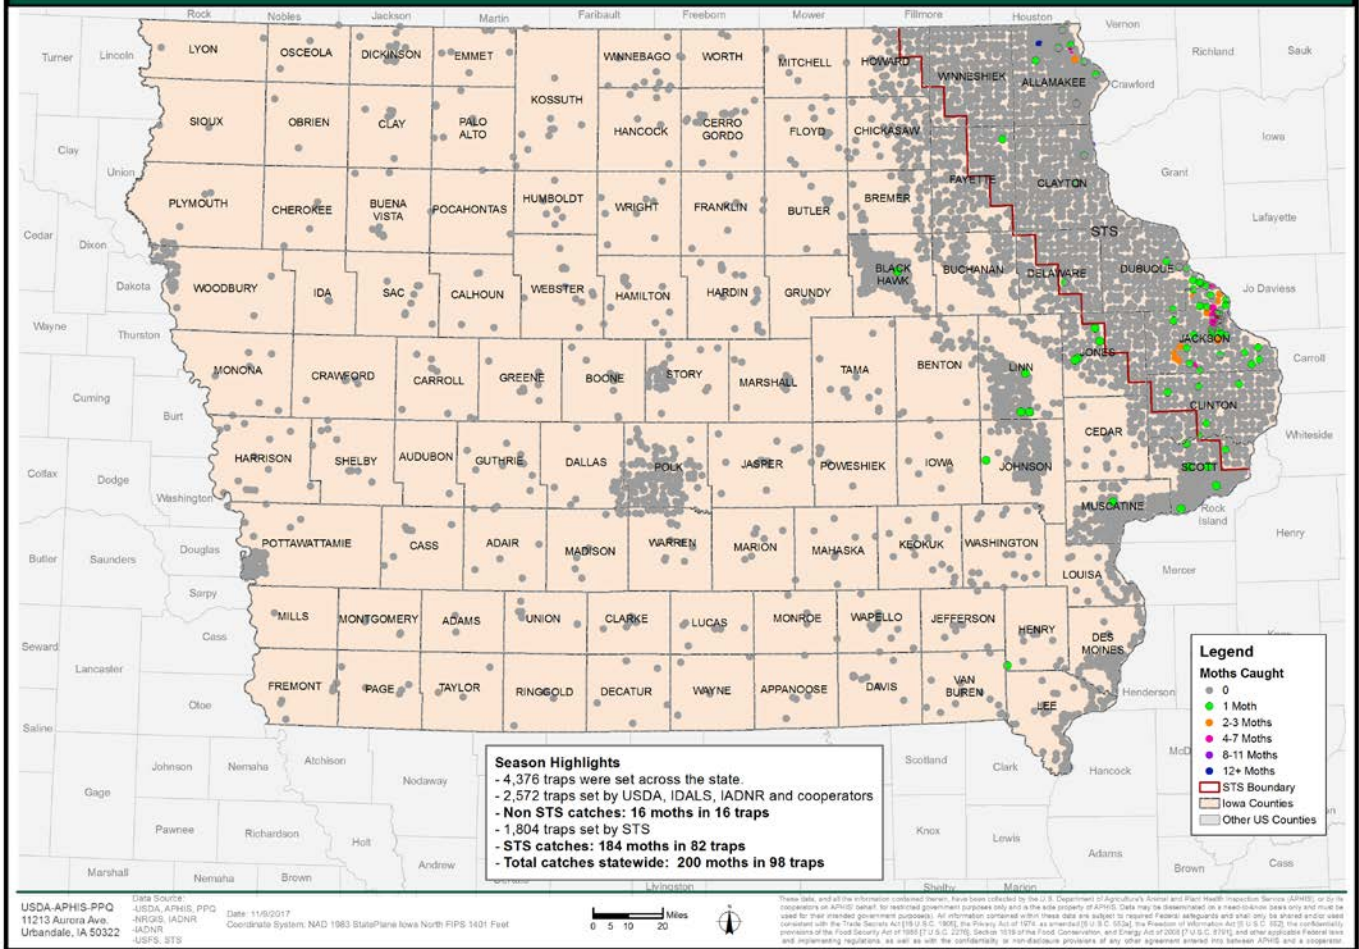 Rock
Nobles
Jackson
Martin
Faribault
Freeborn
Mower
Fillmore
Houston
Vernon
Turner
Lincoln
LYON
OSCEOLA
DICKINSON
EMMET
WINNEBAGO
WORTH
MITCHELL
HOWARD
WINNESHIEK
ALLAMAKEE
Richland
Sauk
Crawford
KOSSUTH
SIOUX
OBRIEN
CLAY
PALO
ALTO
HANCOCK
CERRO
GORDO
FLOYD
CHICKASAW
Iowa
Clay
Union
Grant
FAYETTE
CLAYTON
PLYMOUTH
CHEROKEE
BUENA
VISTA
POCAHONTAS
HUMBOLDT
WRIGHT
FRANKLIN
BUTLER
BREMER
Lafayette
STS
Cedar
Dixon
Dakota
WOODBURY
IDA
SAC
CALHOUN
WEBSTER
HAMILTON
HARDIN
GRUNDY
BLACK
HAWK
BUCHANAN
DELAWARE
DUBUQUE
Jo Daviess
Wayne
Thurston
JACKSON
MONONA
CRAWFORD
CARROLL
GREENE
BOONE
STORY
MARSHALL
TAMA
BENTON
LINN
JONES
Carroll
Cuming
Burt
CLINTON
Whiteside
CEDAR
HARRISON
SHELBY
AUDUBON
GUTHRIE
DALLAS
POLK
JASPER
POWESHIEK
IOWA
JOHNSON
SCOTT
Colfax
Dodge
Washington
MUSCATINE
Rock
Island
Henry
POTTAWATTAMIE
CASS
ADAIR
MADISON
WARREN
MARION
MAHASKA
KEOKUK
WASHINGTON
Butler
Saunders
Douglas
Sarpy
LOUISA
Mercer
MILLS
MONTGOMERY
ADAMS
UNION
CLARKE
LUCAS
MONROE
WAPELLO
JEFFERSON
HENRY
DES
MOINES
Cass
Seward
Lancaster
FREMONT
PAGE
TAYLOR
RINGGOLD
DECATUR
WAYNE
APPANOOSE
DAVIS
VAN
BUREN
LEE
Henderson
Otoe
Saline
Johnson
Nemaha
Atchison
Nodaway
Scotland
Clark
Hancock
Gage
Pawnee
Richardson
Holt
Andrew
Knox
Lewis
Adams
Brown
Cass
Marshall
Nemaha
Brown
Livingston
Shelby
Marion
Legend
Moths Caught
0
1 Moth
2-3 Moths
4-7 Moths
8-11 Moths
12+ Moths
STS Boundary
Iowa Counties
Other US Counties
Season Highlights
- 4,376 traps were set across the state.
- 2,572 traps set by USDA, IDALS, IADNR and cooperators
- Non STS catches: 16 moths in 16 traps
- 1,804 traps set by STS
- STS catches: 184 moths in 82 traps
- Total catches statewide: 200 moths in 98 traps
USDA-APHIS-PPQ
11213 Aurora Ave.
Urbandale, IA 50322
Data Source:
-USDA, APHIS, PPQ
-NRGIS, IADNR
-IADNR
-USFS, STS
Date: 11/9/2017
Coordinate System: NAD 1983 StatePlane Iowa North FIPS 1401 Feet
Miles
0 5 10 20
N